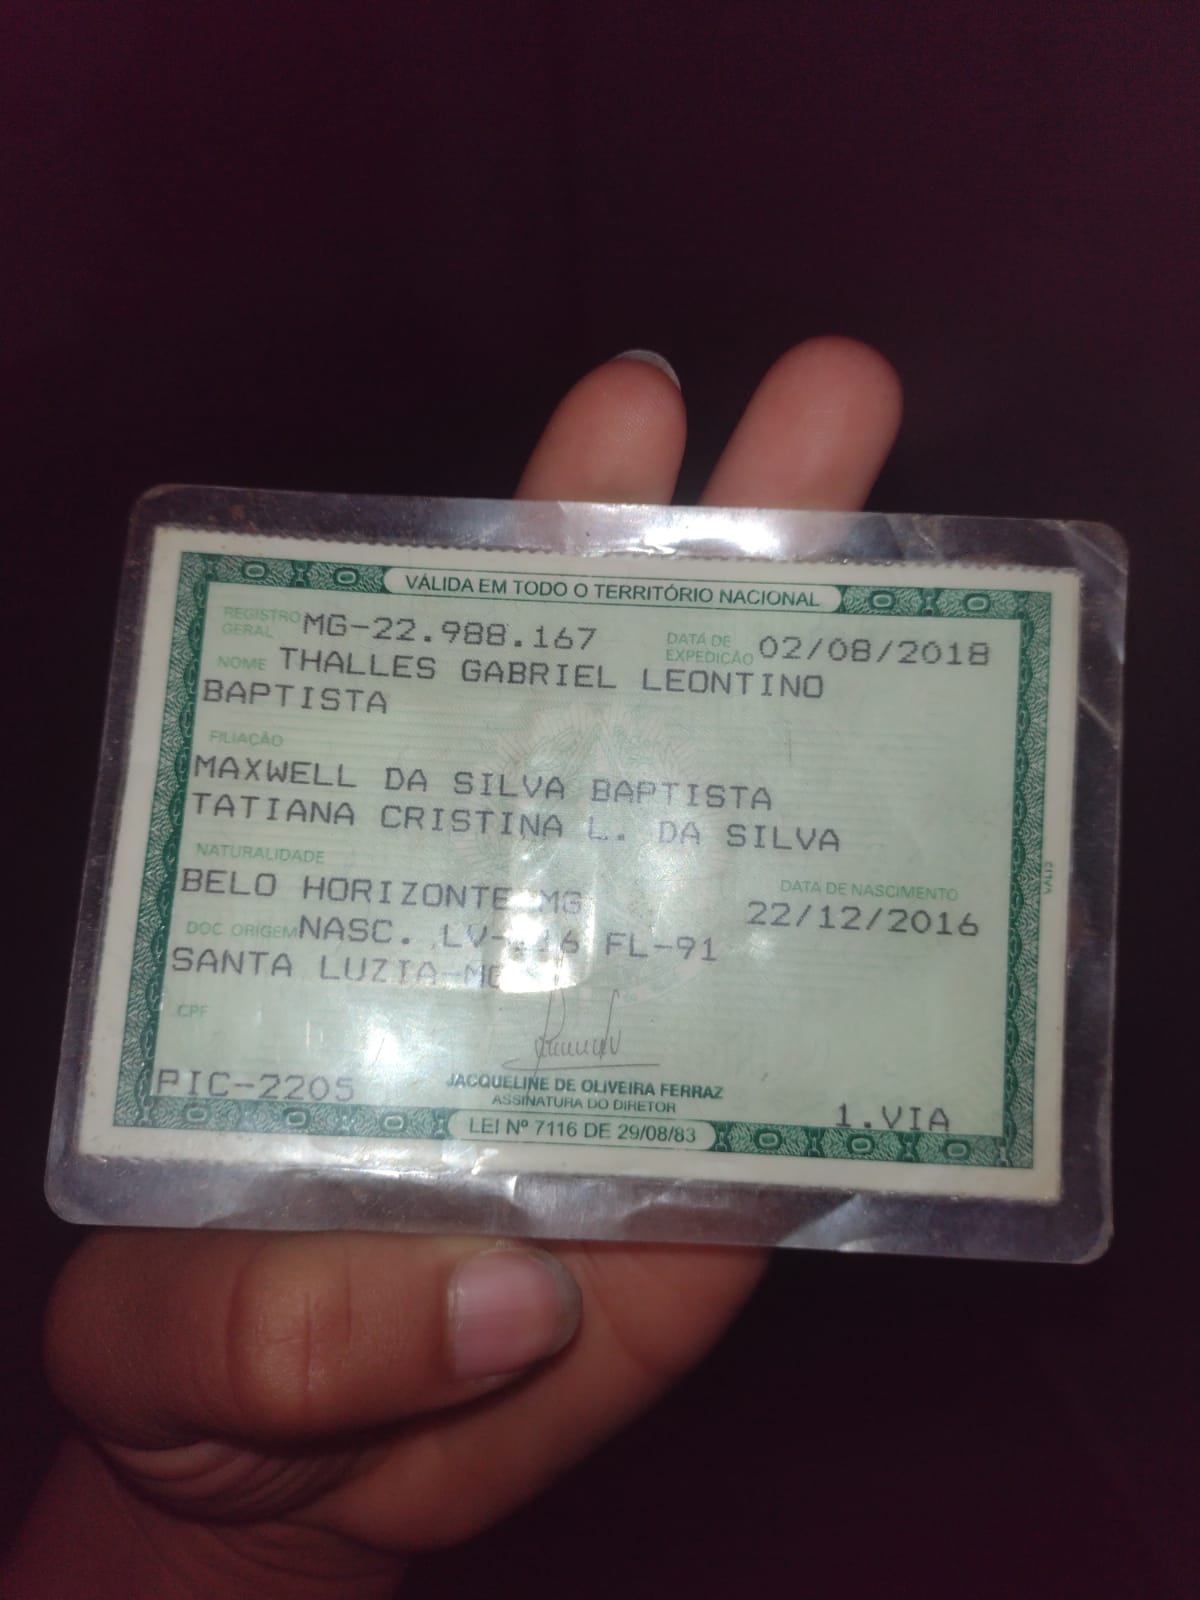 VÁLIDA EM TODO O TERRITÓRIO NACIONAL
REGISTRO GERAL MG-22.988.167 DATA DE EXPEDIÇÃO 02/08/2018
NOME THALLES GABRIEL LEONTINO
BAPTISTA
FILIAÇÃO
MAXWELL DA SILVA BAPTISTA
TATIANA CRISTINA L. DA SILVA
NATURALIDADE DATA DE NASCIMENTO
BELO HORIZONTE-MG 22/12/2016
DOC ORIGEM NASC. FL-91
SANTA LUZIA-MG
CPF
PIC-2205
JACQUELINE DE OLIVEIRA FERRAZ
ASSINATURA DO DIRETOR
1.VIA
LEI Nº 7116 DE 29/08/83